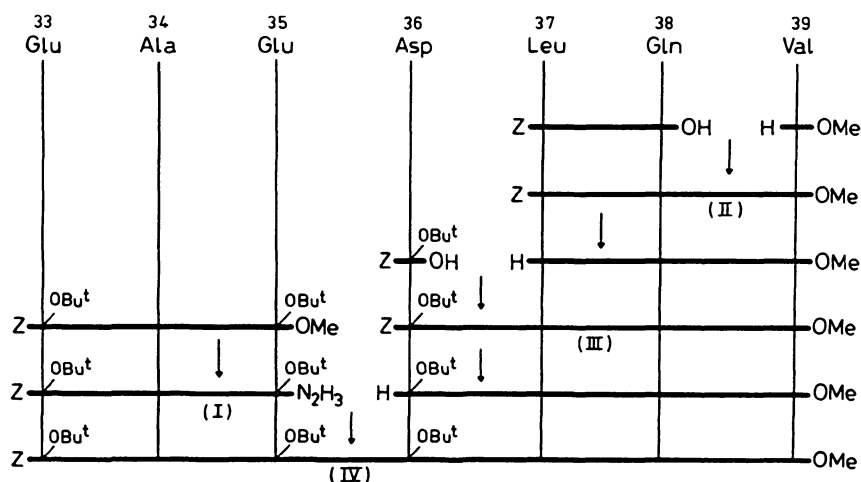 33 34 35 36 37 38 39
Glu Ala Glu Asp Leu Gln Val
Z OH H OMe
Z OMe
(II)
OBuᵗ
Z OH H OMe
OBuᵗ OBuᵗ OBuᵗ
Z OMe Z OMe
(III)
OBuᵗ OBuᵗ OBuᵗ
Z N₂H₃ H OMe
(I)
OBuᵗ OBuᵗ OBuᵗ
Z OMe
(IV)